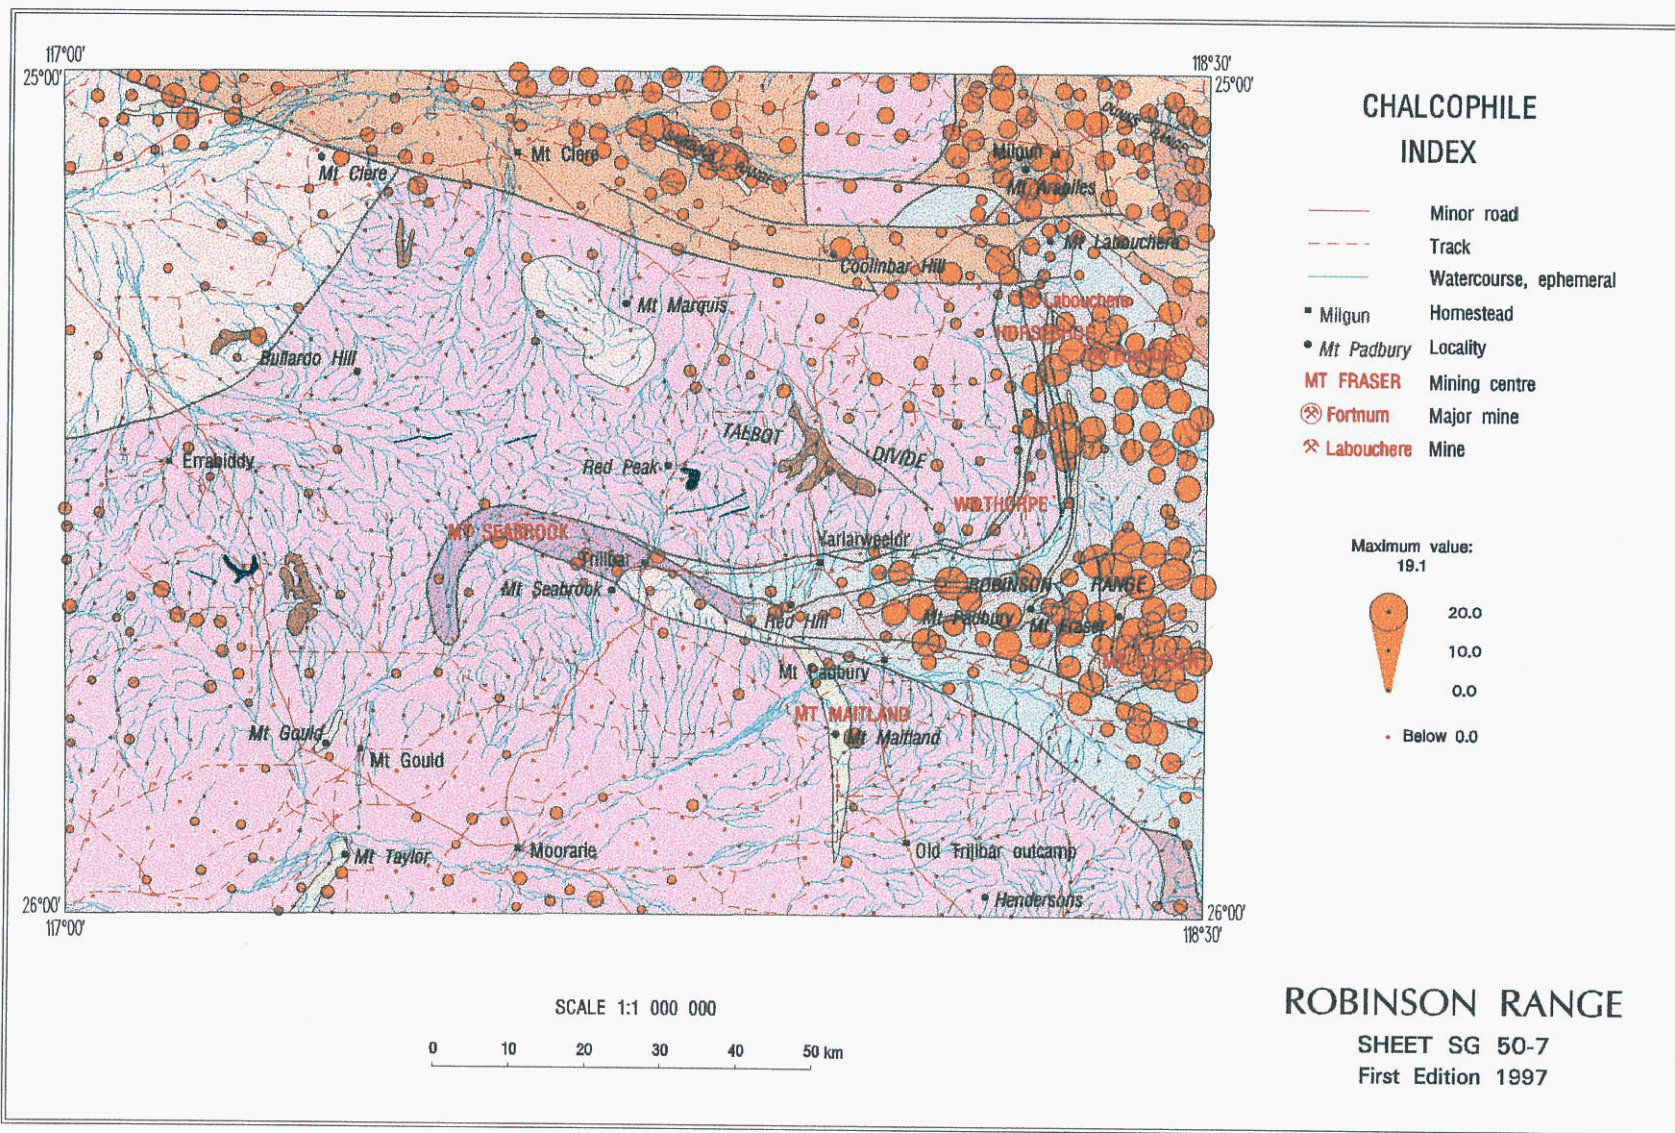 117°00'
25°00'
118°30'
25°00'
CHALCOPHILE
INDEX
Minor road
Track
Watercourse, ephemeral
Milgun Homestead
Mt Padbury Locality
MT FRASER Mining centre
Fortnum Major mine
Labouchere Mine
Maximum value:
19.1
20.0
10.0
0.0
Below 0.0
Mt Clere
Mt Clere
RANGE
Milgun
RANGE
Mt Arapiles
Mt Labouchere
Coolinbar Hill
Labouchere
Mt Marquis
Bullaroo Hill
TALBOT
DIVIDE
Errabiddy
Red Peak
WILTHORPE
MT SEABROOK
Yarlarweelor
Trillbar
Mt Seabrook
ROBINSON RANGE
Red Hill
Mt Padbury
Mt Fraser
Mt Padbury
MT MAITLAND
Mt Maitland
Mt Gould
Mt Gould
Mt Taylor
Moorarie
Old Trillbar outcamp
Hendersons
26°00'
117°00'
26°00'
118°30'
SCALE 1:1 000 000
0 10 20 30 40 50 km
ROBINSON RANGE
SHEET SG 50-7
First Edition 1997